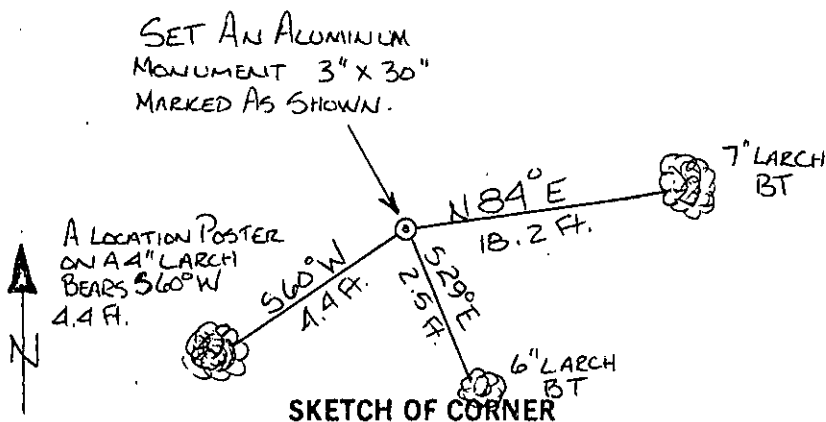 SET AN ALUMINUM
MONUMENT 3" X 30"
MARKED AS SHOWN.
7" LARCH
BT
N 84° E
18.2 FT.
A LOCATION POSTER
ON A 4" LARCH
BEARS S60°W
4.4 FT.
S60°W
4.4 FT.
S29°E
2.5 FT.
N
6" LARCH
BT
SKETCH OF CORNER